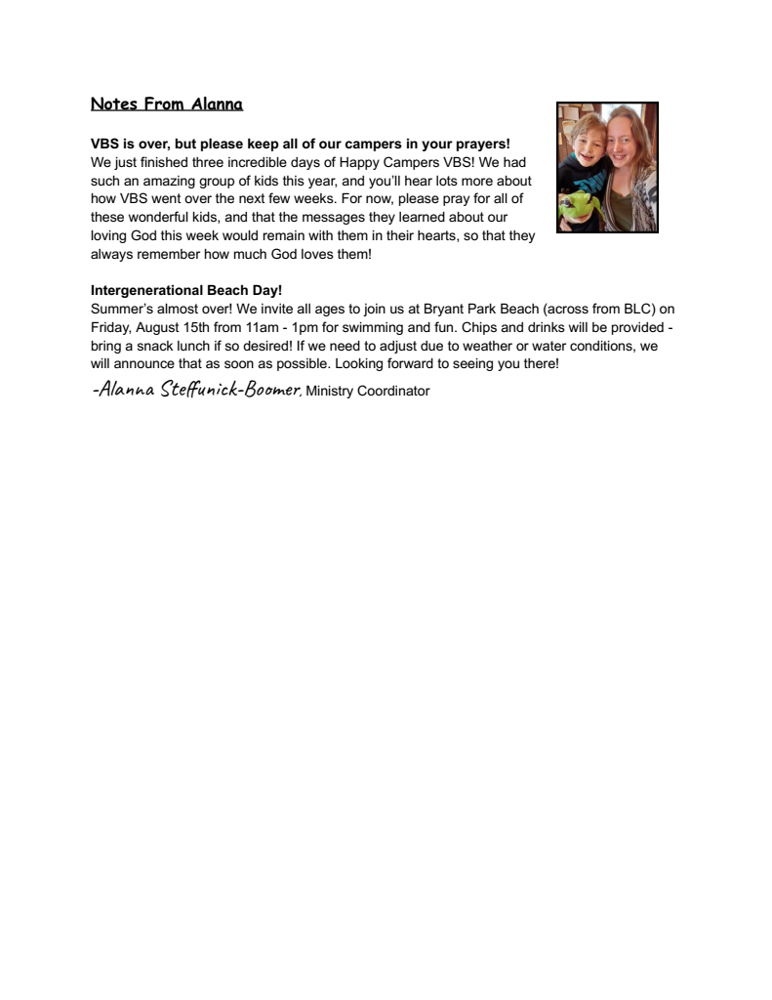 Notes From Alanna
VBS is over, but please keep all of our campers in your prayers!
We just finished three incredible days of Happy Campers VBS! We had
such an amazing group of kids this year, and you’ll hear lots more about
how VBS went over the next few weeks. For now, please pray for all of
these wonderful kids, and that the messages they learned about our
loving God this week would remain with them in their hearts, so that they
always remember how much God loves them!
Intergenerational Beach Day!
Summer’s almost over! We invite all ages to join us at Bryant Park Beach (across from BLC) on
Friday, August 15th from 11am - 1pm for swimming and fun. Chips and drinks will be provided -
bring a snack lunch if so desired! If we need to adjust due to weather or water conditions, we
will announce that as soon as possible. Looking forward to seeing you there!
-Alanna Steffunick-Boomer, Ministry Coordinator